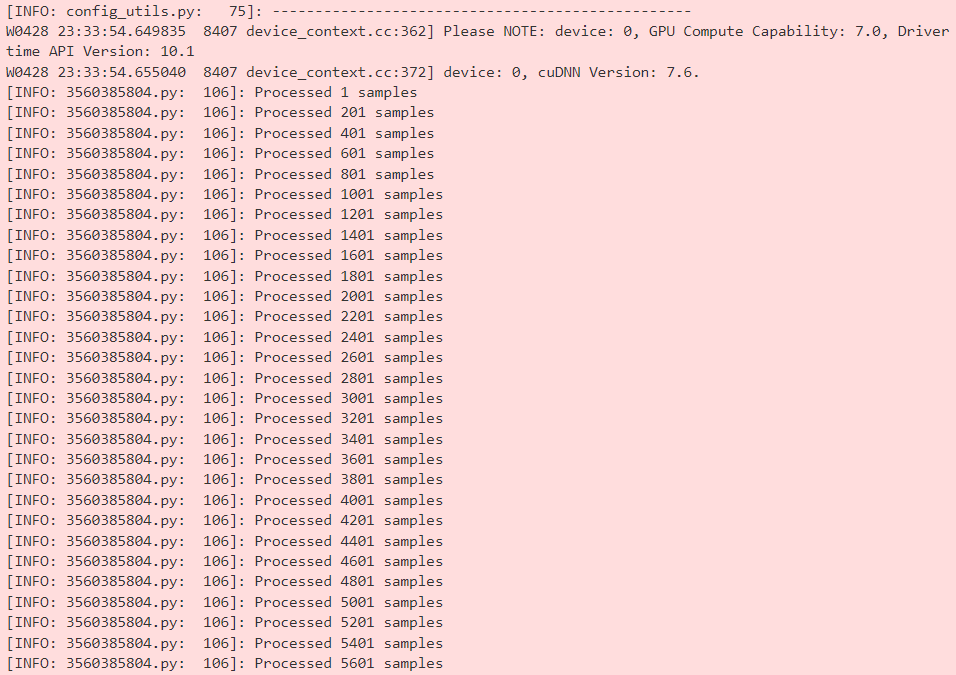 [INFO: config_utils.py:   75]: -------------------------------------------------
W0428 23:33:54.649835  8407 device_context.cc:362] Please NOTE: device: 0, GPU Compute Capability: 7.0, Driver
time API Version: 10.1
W0428 23:33:54.655040  8407 device_context.cc:372] device: 0, cuDNN Version: 7.6.
[INFO: 3560385804.py:  106]: Processed 1 samples
[INFO: 3560385804.py:  106]: Processed 201 samples
[INFO: 3560385804.py:  106]: Processed 401 samples
[INFO: 3560385804.py:  106]: Processed 601 samples
[INFO: 3560385804.py:  106]: Processed 801 samples
[INFO: 3560385804.py:  106]: Processed 1001 samples
[INFO: 3560385804.py:  106]: Processed 1201 samples
[INFO: 3560385804.py:  106]: Processed 1401 samples
[INFO: 3560385804.py:  106]: Processed 1601 samples
[INFO: 3560385804.py:  106]: Processed 1801 samples
[INFO: 3560385804.py:  106]: Processed 2001 samples
[INFO: 3560385804.py:  106]: Processed 2201 samples
[INFO: 3560385804.py:  106]: Processed 2401 samples
[INFO: 3560385804.py:  106]: Processed 2601 samples
[INFO: 3560385804.py:  106]: Processed 2801 samples
[INFO: 3560385804.py:  106]: Processed 3001 samples
[INFO: 3560385804.py:  106]: Processed 3201 samples
[INFO: 3560385804.py:  106]: Processed 3401 samples
[INFO: 3560385804.py:  106]: Processed 3601 samples
[INFO: 3560385804.py:  106]: Processed 3801 samples
[INFO: 3560385804.py:  106]: Processed 4001 samples
[INFO: 3560385804.py:  106]: Processed 4201 samples
[INFO: 3560385804.py:  106]: Processed 4401 samples
[INFO: 3560385804.py:  106]: Processed 4601 samples
[INFO: 3560385804.py:  106]: Processed 4801 samples
[INFO: 3560385804.py:  106]: Processed 5001 samples
[INFO: 3560385804.py:  106]: Processed 5201 samples
[INFO: 3560385804.py:  106]: Processed 5401 samples
[INFO: 3560385804.py:  106]: Processed 5601 samples